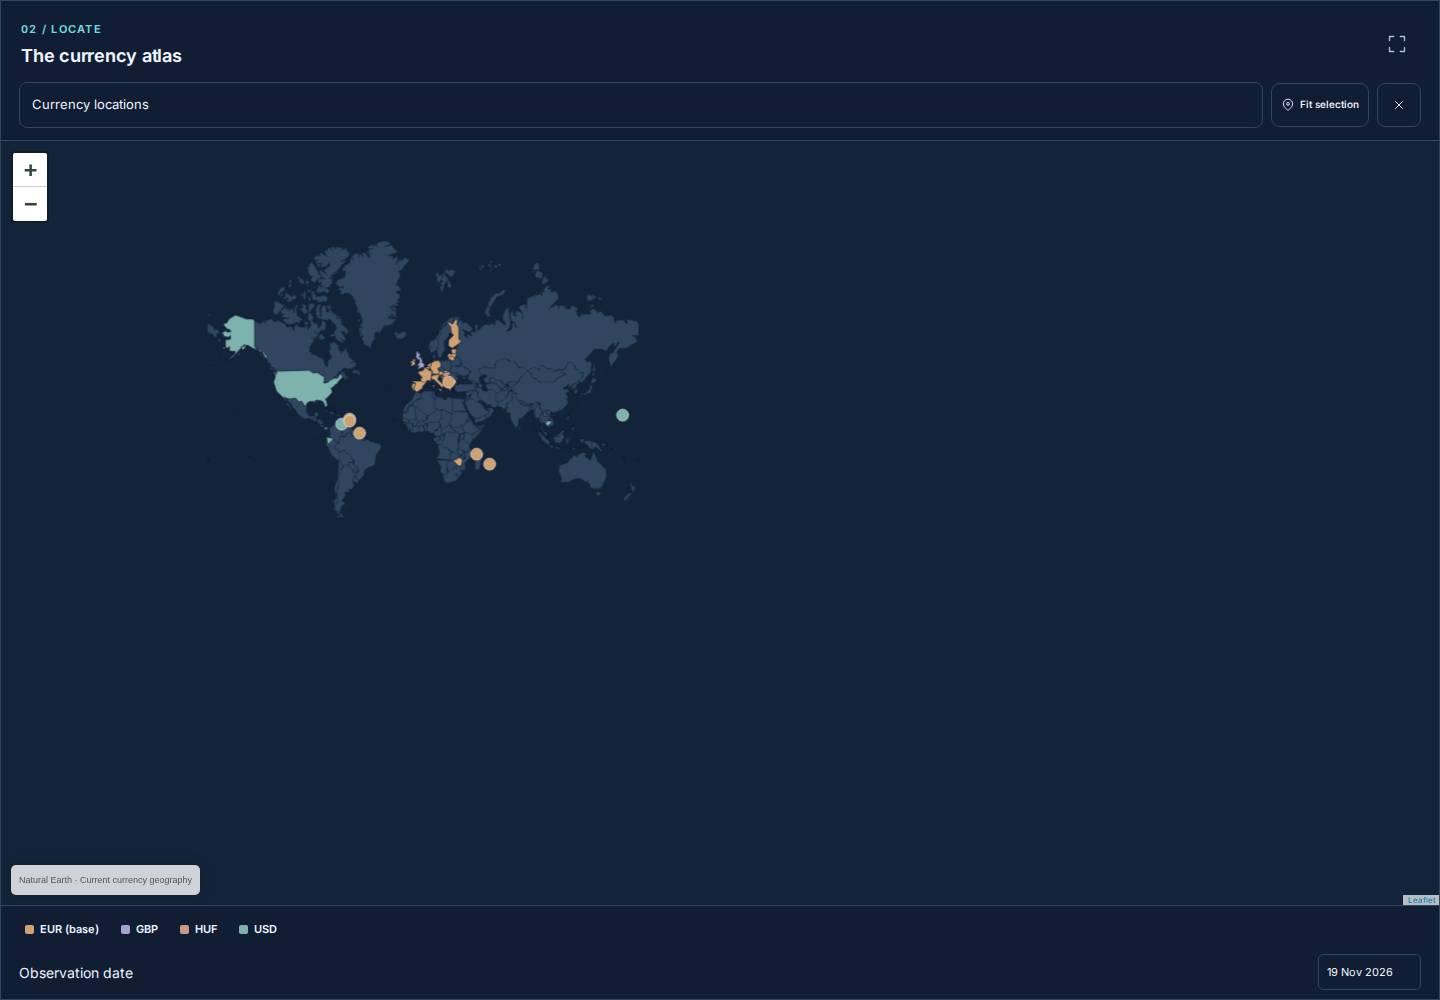 02 / LOCATE
The currency atlas
Currency locations
Fit selection
+
−
Natural Earth · Current currency geography
Leaflet
EUR (base)
GBP
HUF
USD
Observation date
19 Nov 2026